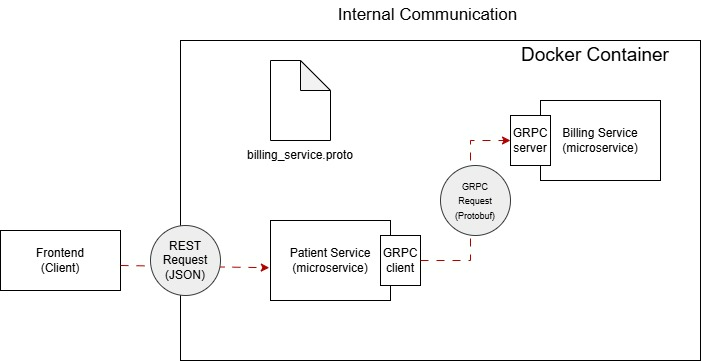 Internal Communication
Docker Container
billing_service.proto
GRPC
server
Billing Service
(microservice)
GRPC
Request
(Protobuf)
Frontend
(Client)
REST
Request
(JSON)
Patient Service
(microservice)
GRPC
client